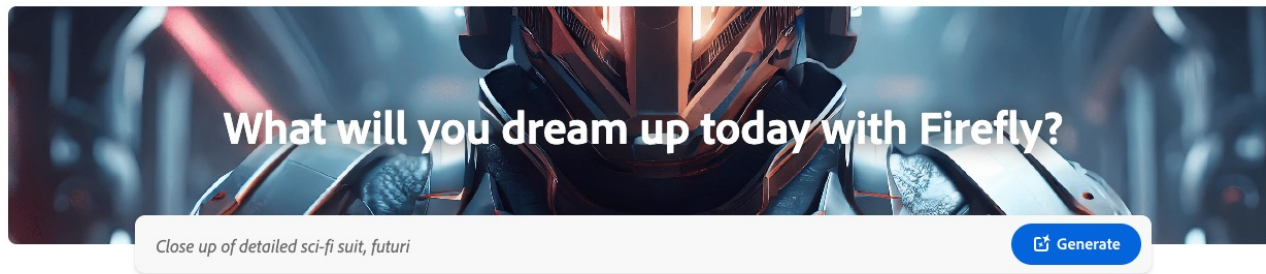 What will you dream up today with Firefly?
Close up of detailed sci-fi suit, futuri
Generate